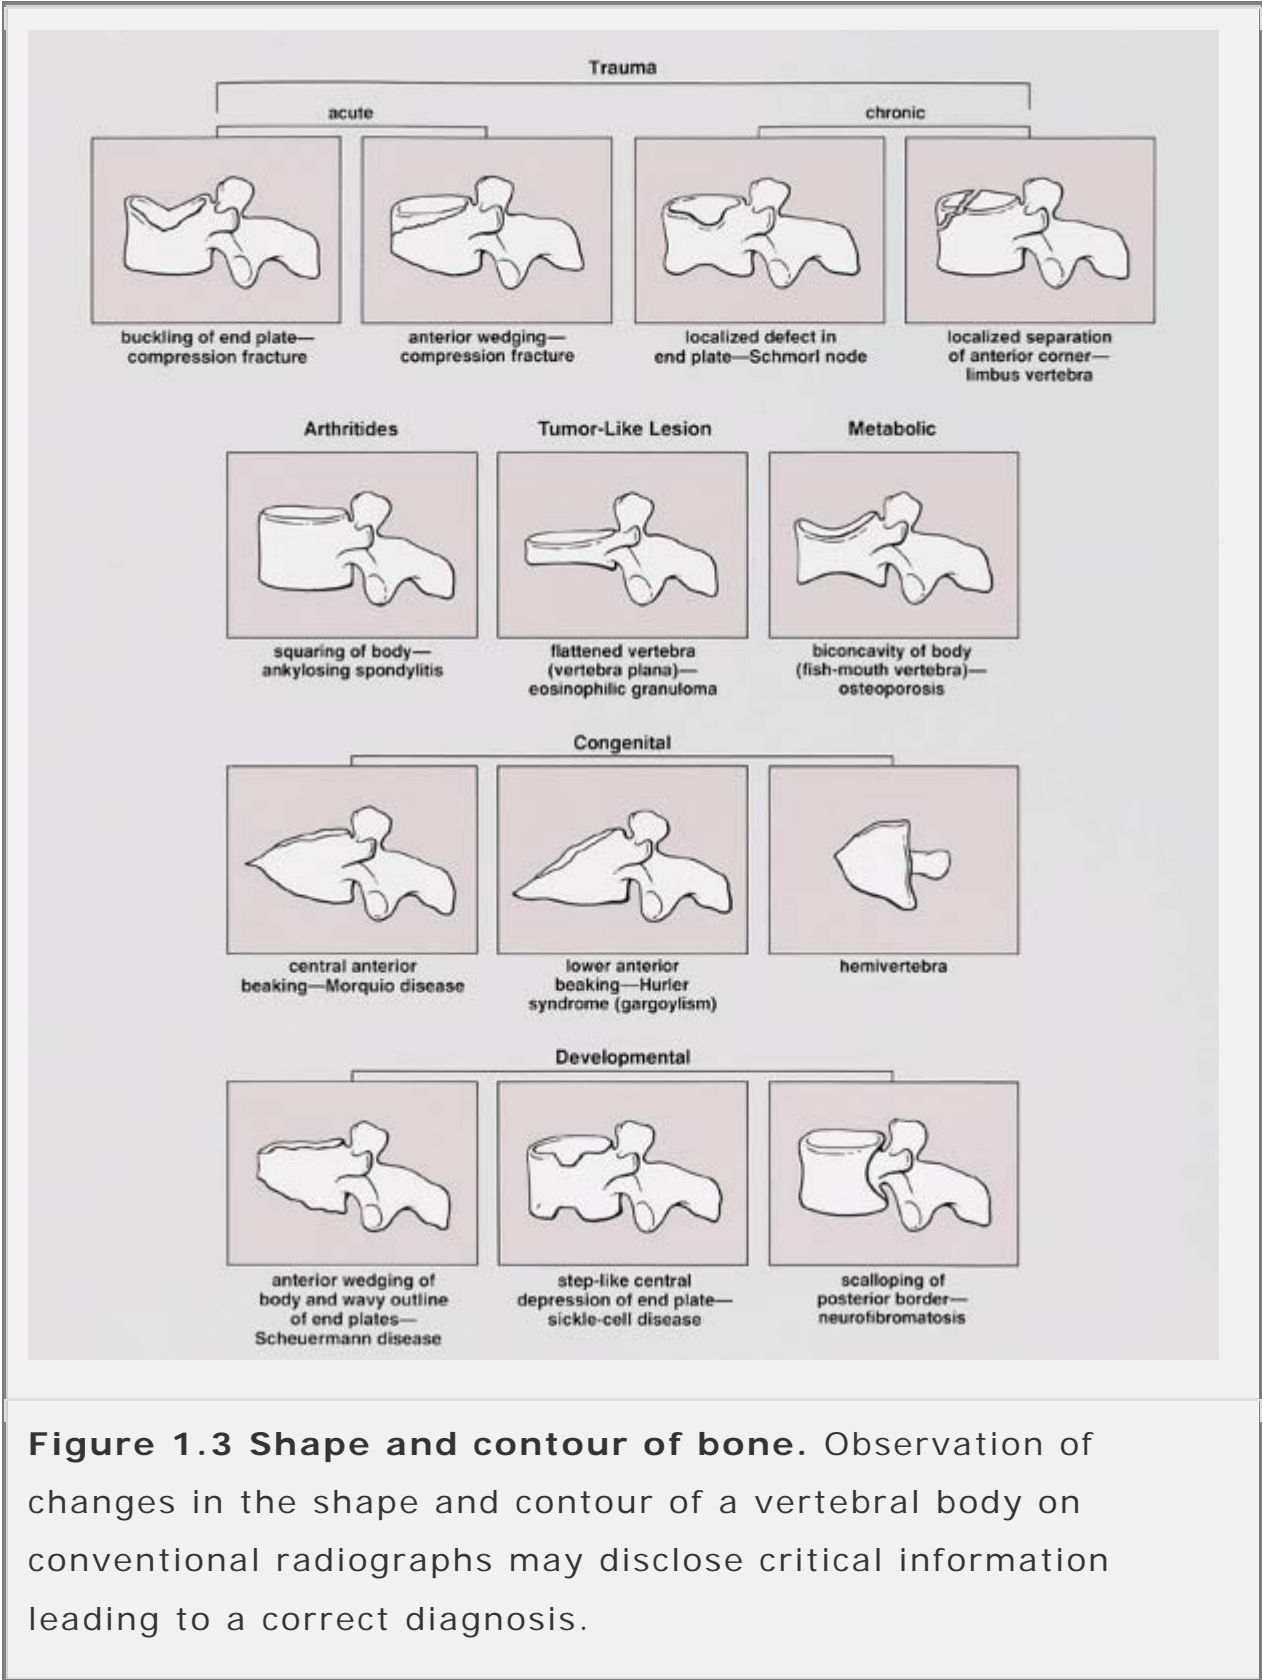 Trauma
acute
chronic
buckling of end plate—
compression fracture
anterior wedging—
compression fracture
localized defect in
end plate—Schmorl node
localized separation
of anterior corner—
limbus vertebra
Arthritides
Tumor-Like Lesion
Metabolic
squaring of body—
ankylosing spondylitis
flattened vertebra
(vertebra plana)—
eosinophilic granuloma
biconcavity of body
(fish-mouth vertebra)—
osteoporosis
Congenital
central anterior
beaking—Morquio disease
lower anterior
beaking—Hurler
syndrome (gargoylism)
hemivertebra
Developmental
anterior wedging of
body and wavy outline
of end plates—
Scheuermann disease
step-like central
depression of end plate—
sickle-cell disease
scalloping of
posterior border—
neurofibromatosis
Figure 1.3 Shape and contour of bone. Observation of
changes in the shape and contour of a vertebral body on
conventional radiographs may disclose critical information
leading to a correct diagnosis.